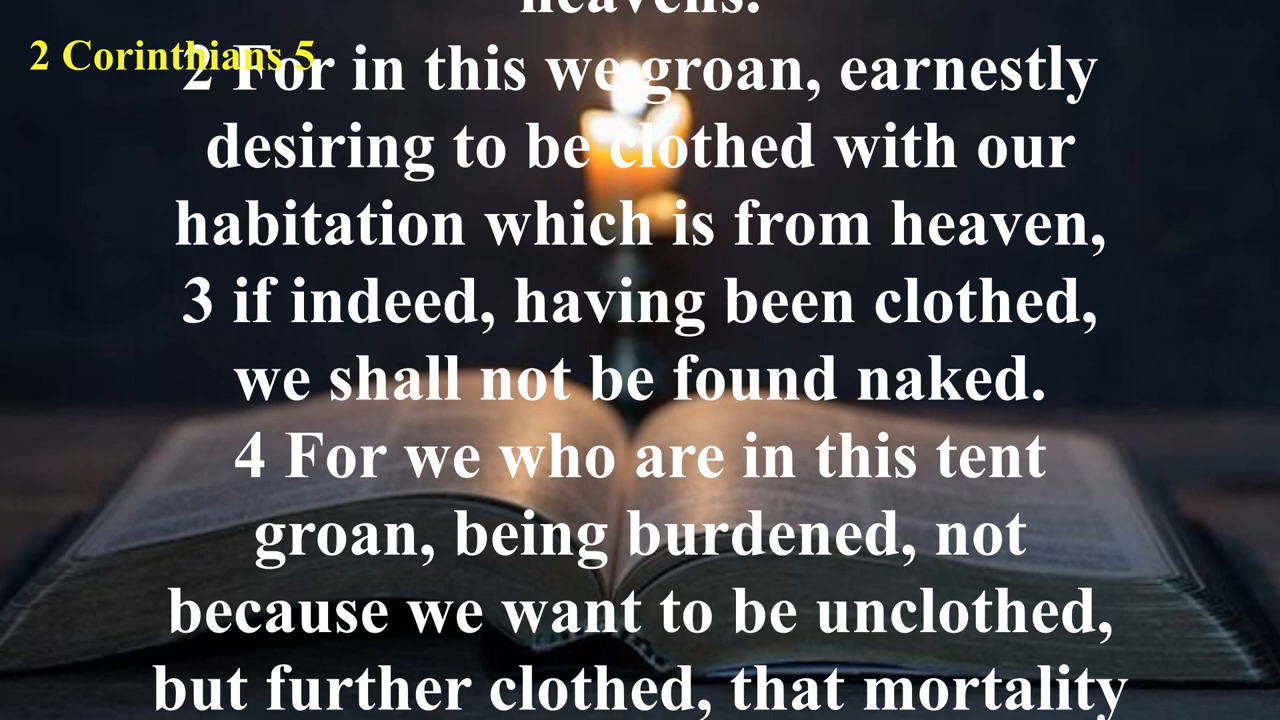 heavens.
2 Corinthians 5
2 For in this we groan, earnestly
desiring to be clothed with our
habitation which is from heaven,
3 if indeed, having been clothed,
we shall not be found naked.
4 For we who are in this tent
groan, being burdened, not
because we want to be unclothed,
but further clothed, that mortality